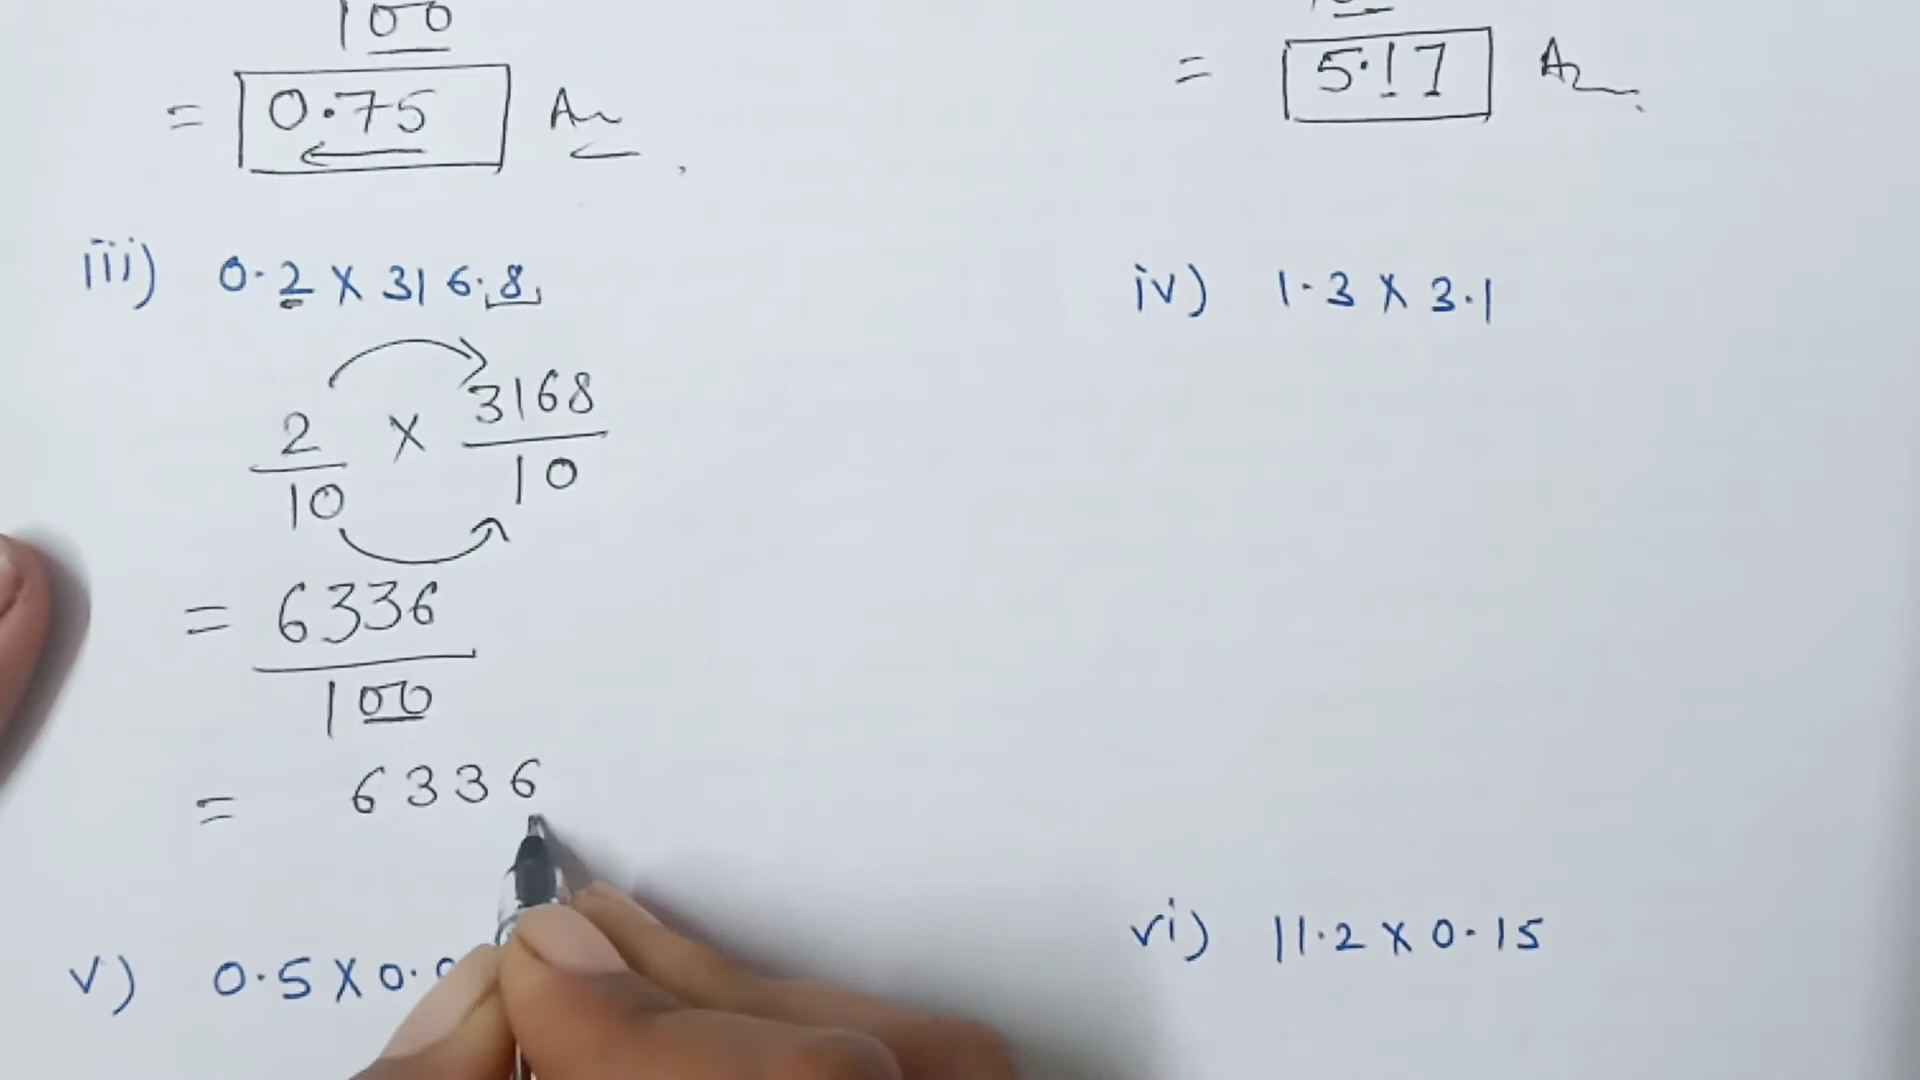 100
= 0.75 Ans
= 5.17 Ans
iii) 0.2 X 316.8
2/10 X 3168/10
= 6336/100
= 6336
iv) 1.3 X 3.1
v) 0.5 X 0.
vi) 11.2 X 0.15